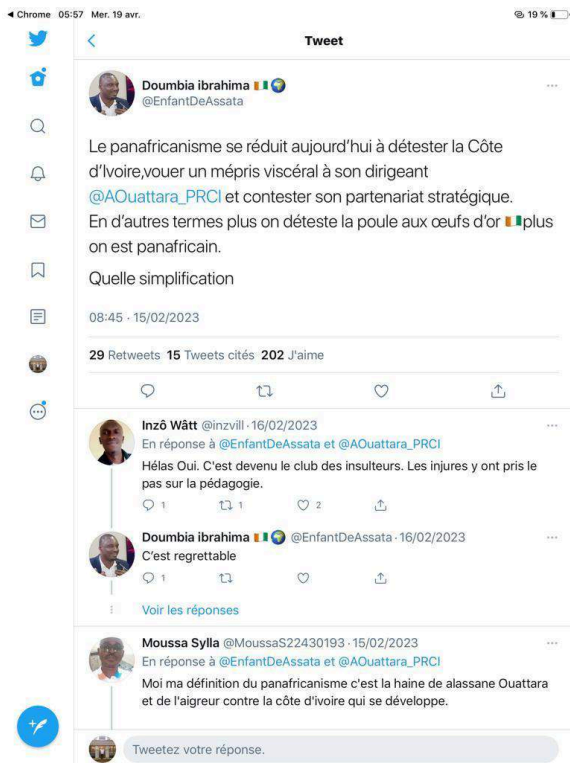 Chrome 05:57 Mer. 19 avr. 19 %
Tweet
Doumbia ibrahima
@EnfantDeAssata
Le panafricanisme se réduit aujourd'hui à détester la Côte
d'Ivoire,vouer un mépris viscéral à son dirigeant
@AOuattara_PRCI et contester son partenariat stratégique.
En d'autres termes plus on déteste la poule aux œufs d'or 🇨🇮plus
on est panafricain.
Quelle simplification
08:45 · 15/02/2023
29 Retweets 15 Tweets cités 202 J'aime
Inzô Wâtt @inzvill · 16/02/2023
En réponse à @EnfantDeAssata et @AOuattara_PRCI
Hélas Oui. C'est devenu le club des insulteurs. Les injures y ont pris le
pas sur la pédagogie.
1 1 2
Doumbia ibrahima 🇨🇮🌍 @EnfantDeAssata · 16/02/2023
C'est regrettable
1
Voir les réponses
Moussa Sylla @MoussaS22430193 · 15/02/2023
En réponse à @EnfantDeAssata et @AOuattara_PRCI
Moi ma définition du panafricanisme c'est la haine de alassane Ouattara
et de l'aigreur contre la côte d'ivoire qui se développe.
Tweetez votre réponse.